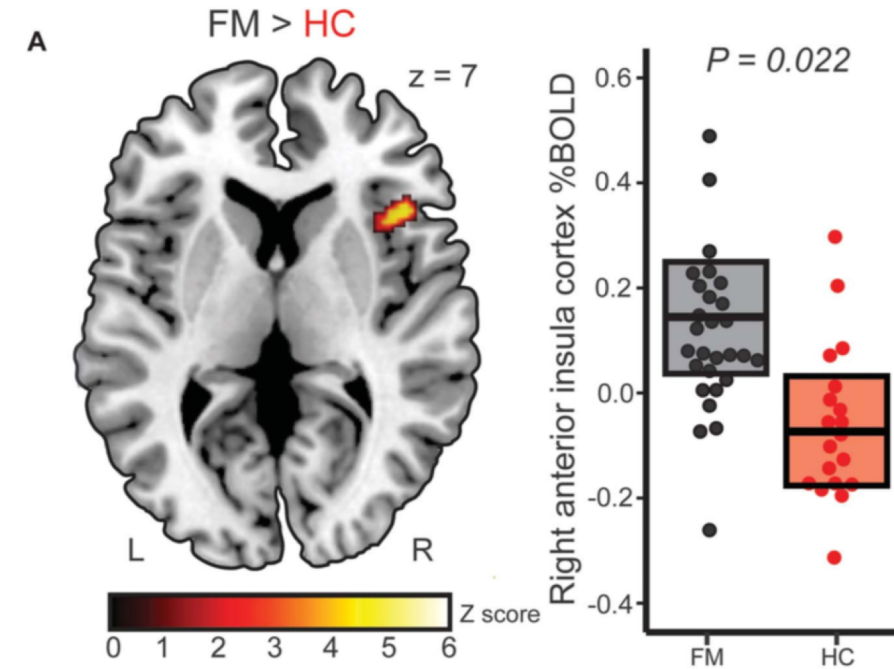 A
FM > HC
z = 7
L
R
0 1 2 3 4 5 6
Z score
Right anterior insula cortex %BOLD
P = 0.022
0.6
0.4
0.2
0.0
-0.2
-0.4
FM
HC